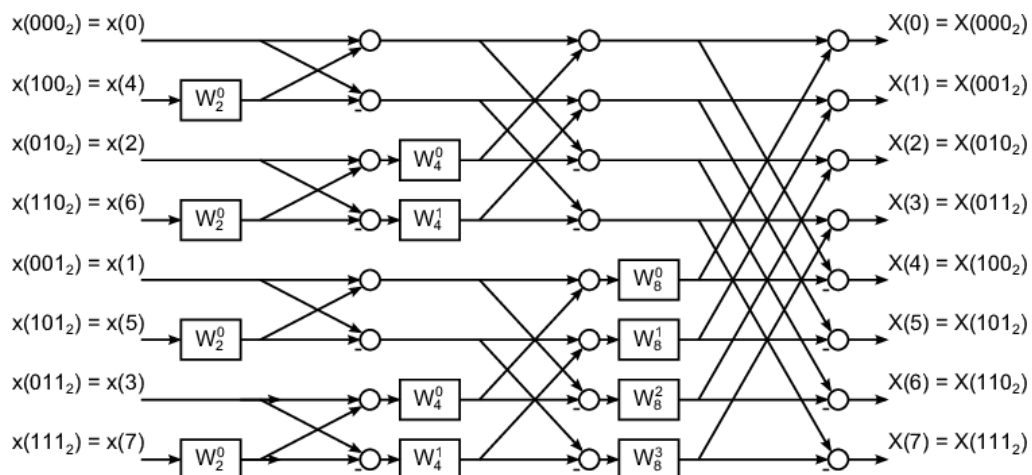 x(000₂) = x(0) X(0) = X(000₂)
x(100₂) = x(4) W₂⁰ - X(1) = X(001₂)
x(010₂) = x(2) W₄⁰ - X(2) = X(010₂)
x(110₂) = x(6) W₂⁰ - W₄¹ - X(3) = X(011₂)
x(001₂) = x(1) W₈⁰ - X(4) = X(100₂)
x(101₂) = x(5) W₂⁰ - W₈¹ - X(5) = X(101₂)
x(011₂) = x(3) W₄⁰ - W₈² - X(6) = X(110₂)
x(111₂) = x(7) W₂⁰ - W₄¹ - W₈³ - X(7) = X(111₂)